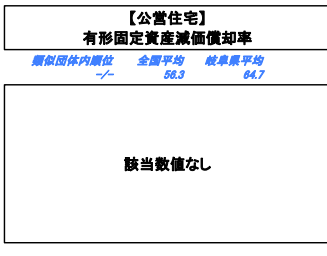 【公営住宅】
有形固定資産減価償却率
類似団体内順位 全国平均 岐阜県平均
-/- 56.3 64.7
該当数値なし